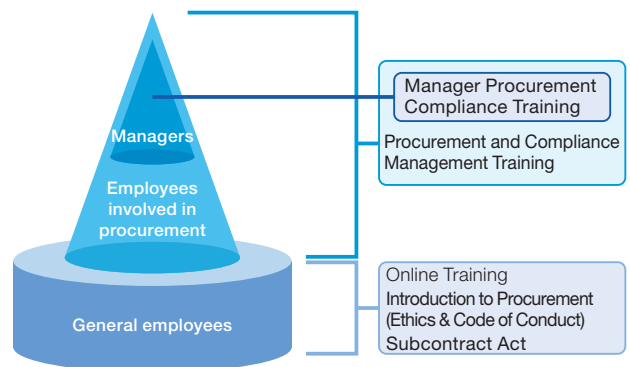 Managers
Employees
involved in
procurement
General employees
Manager Procurement
Compliance Training
Procurement and Compliance
Management Training
Online Training
Introduction to Procurement
(Ethics & Code of Conduct)
Subcontract Act